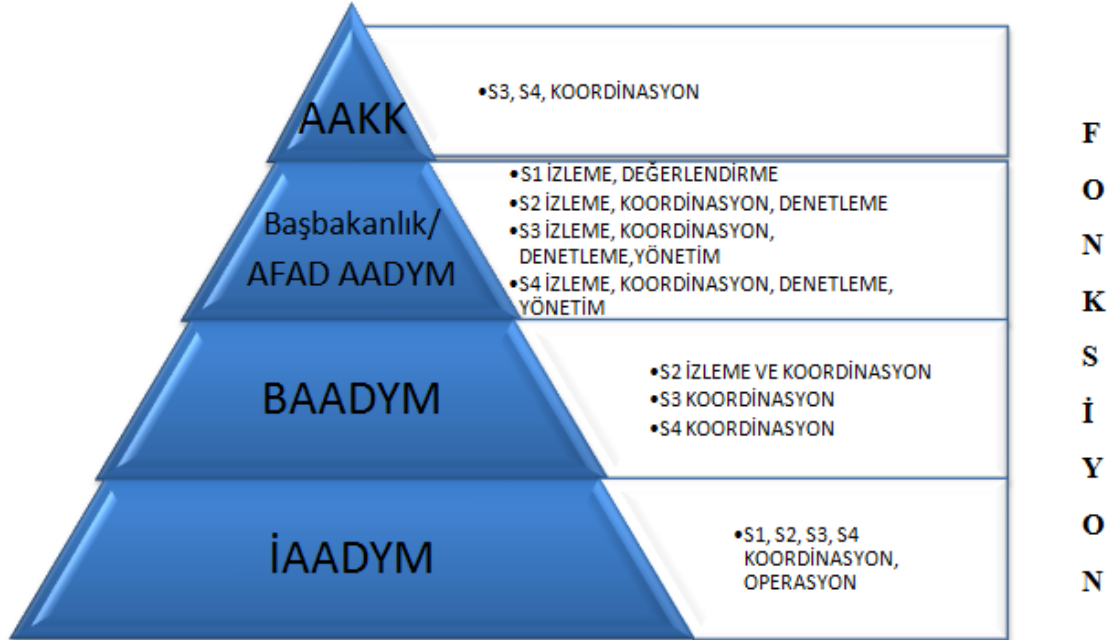 AAKK
•S3, S4, KOORDİNASYON
Başbakanlık/
AFAD AADYM
•S1 İZLEME, DEĞERLENDİRME
•S2 İZLEME, KOORDİNASYON, DENETLEME
•S3 İZLEME, KOORDİNASYON,
DENETLEME,YÖNETİM
•S4 İZLEME, KOORDİNASYON, DENETLEME,
YÖNETİM
BAADYM
•S2 İZLEME VE KOORDİNASYON
•S3 KOORDİNASYON
•S4 KOORDİNASYON
İAADYM
•S1, S2, S3, S4
KOORDİNASYON,
OPERASYON
F
O
N
K
S
İ
Y
O
N